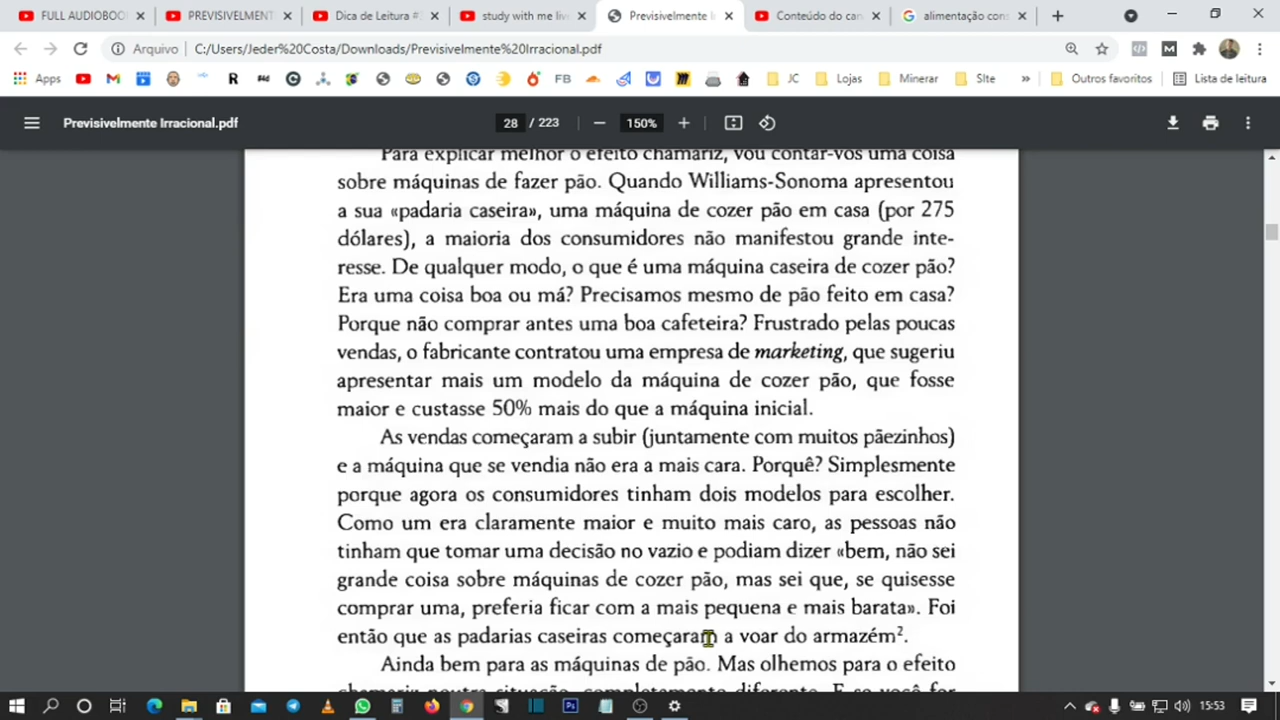 FULL AUDIOBOO
PREVISIVELMENT
Dica de Leitura #
study with me live
Previsivelmente I
Conteúdo do can
alimentação cons
Arquivo
C:/Users/Jeder%20Costa/Downloads/Previsivelmente%20Irracional.pdf
Apps
FB
JC
Lojas
Minerar
SIte
»
Outros favoritos
Lista de leitura
Previsivelmente Irracional.pdf
28 / 223
150%
Para explicar melhor o efeito chamariz, vou contar-vos uma coisa
sobre máquinas de fazer pão. Quando Williams-Sonoma apresentou
a sua «padaria caseira», uma máquina de cozer pão em casa (por 275
dólares), a maioria dos consumidores não manifestou grande inte-
resse. De qualquer modo, o que é uma máquina caseira de cozer pão?
Era uma coisa boa ou má? Precisamos mesmo de pão feito em casa?
Porque não comprar antes uma boa cafeteira? Frustrado pelas poucas
vendas, o fabricante contratou uma empresa de marketing, que sugeriu
apresentar mais um modelo da máquina de cozer pão, que fosse
maior e custasse 50% mais do que a máquina inicial.
As vendas começaram a subir (juntamente com muitos pãezinhos)
e a máquina que se vendia não era a mais cara. Porquê? Simplesmente
porque agora os consumidores tinham dois modelos para escolher.
Como um era claramente maior e muito mais caro, as pessoas não
tinham que tomar uma decisão no vazio e podiam dizer «bem, não sei
grande coisa sobre máquinas de cozer pão, mas sei que, se quisesse
comprar uma, preferia ficar com a mais pequena e mais barata». Foi
então que as padarias caseiras começaram a voar do armazém².
Ainda bem para as máquinas de pão. Mas olhemos para o efeito
chamariz noutra situação completamente diferente. E se você for
15:53